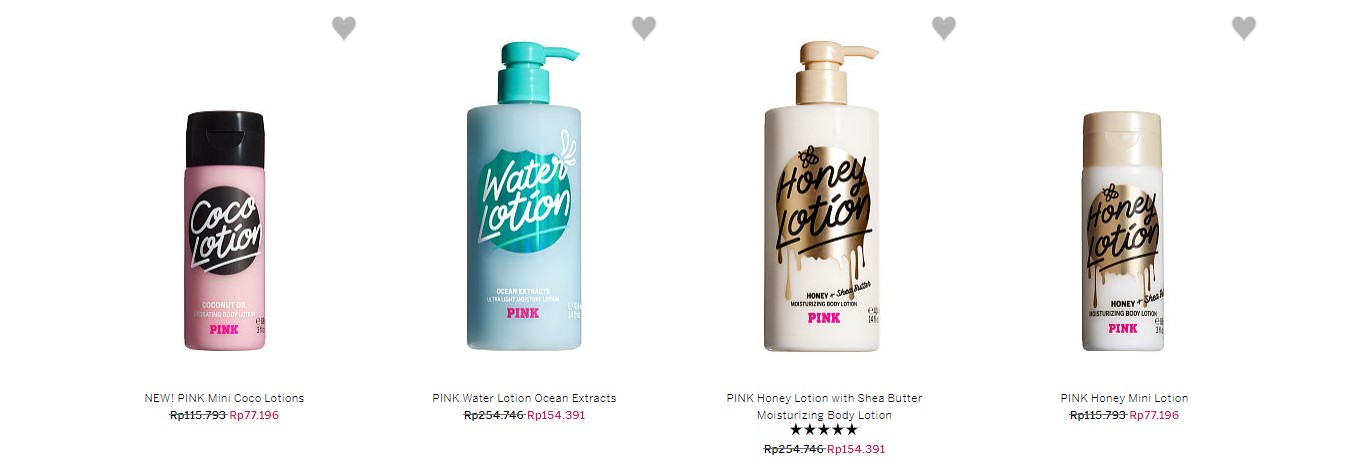 Coco
Lotion
COCONUT OIL
HYDRATING BODY LOTION
PINK
NEW! PINK Mini Coco Lotions
Rp115.793 Rp77.196
Water
Lotion
OCEAN EXTRACTS
ULTRA LIGHT MOISTURE LOTION
PINK
PINK Water Lotion Ocean Extracts
Rp254.746 Rp154.391
Honey
Lotion
HONEY + Shea Butter
MOISTURIZING BODY LOTION
PINK
PINK Honey Lotion with Shea Butter
Moisturizing Body Lotion
★★★★★
Rp254.746 Rp154.391
Honey
Lotion
HONEY + Shea
MOISTURIZING BODY LOTION
PINK
PINK Honey Mini Lotion
Rp115.793 Rp77.196